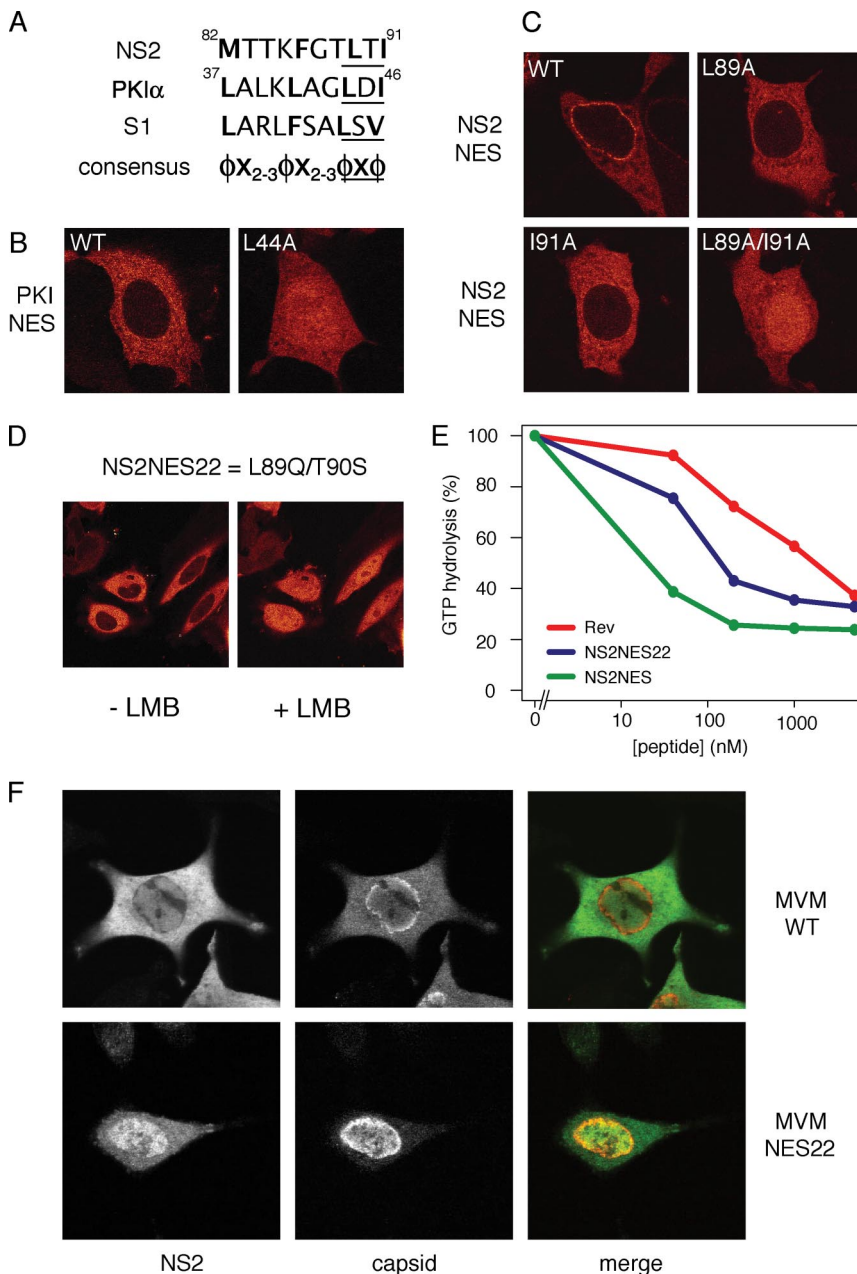 A
NS2 ⁸²MTTKFGTLTI⁹¹
PKIα ³⁷LALKLAGLDI⁴⁶
S1 LARLFSALSV
consensus ϕX₂₋₃ϕX₂₋₃ϕXϕ
B
PKI NES
WT
L44A
C
NS2 NES
WT
L89A
NS2 NES
I91A
L89A/I91A
D
NS2NES22 = L89Q/T90S
- LMB
+ LMB
E
GTP hydrolysis (%)
100
80
60
40
20
0
Rev
NS2NES22
NS2NES
0 10 100 1000
[peptide] (nM)
F
MVM WT
MVM NES22
NS2 capsid merge